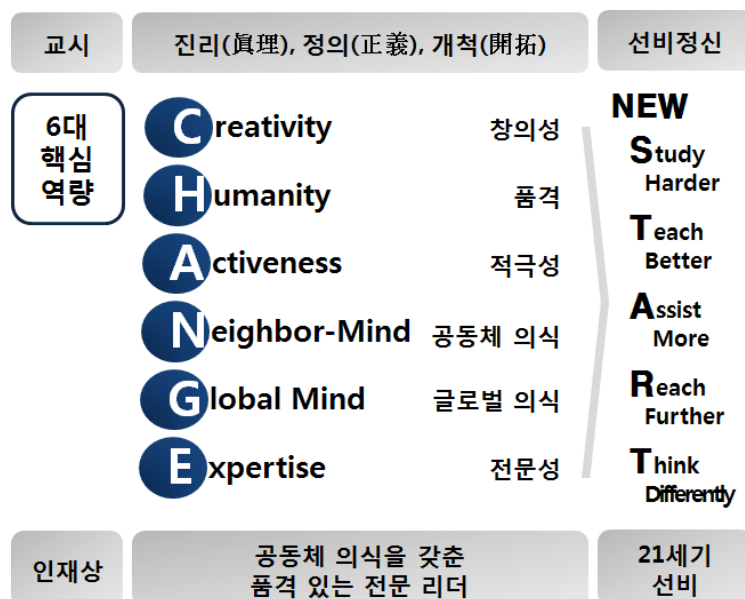 교시
진리(眞理), 정의(正義), 개척(開拓)
선비정신
6대
핵심
역량
Creativity 창의성
Humanity 품격
Activeness 적극성
Neighbor-Mind 공동체 의식
Global Mind 글로벌 의식
Expertise 전문성
NEW
Study
Harder
Teach
Better
Assist
More
Reach
Further
Think
Differently
인재상
공동체 의식을 갖춘
품격 있는 전문 리더
21세기
선비